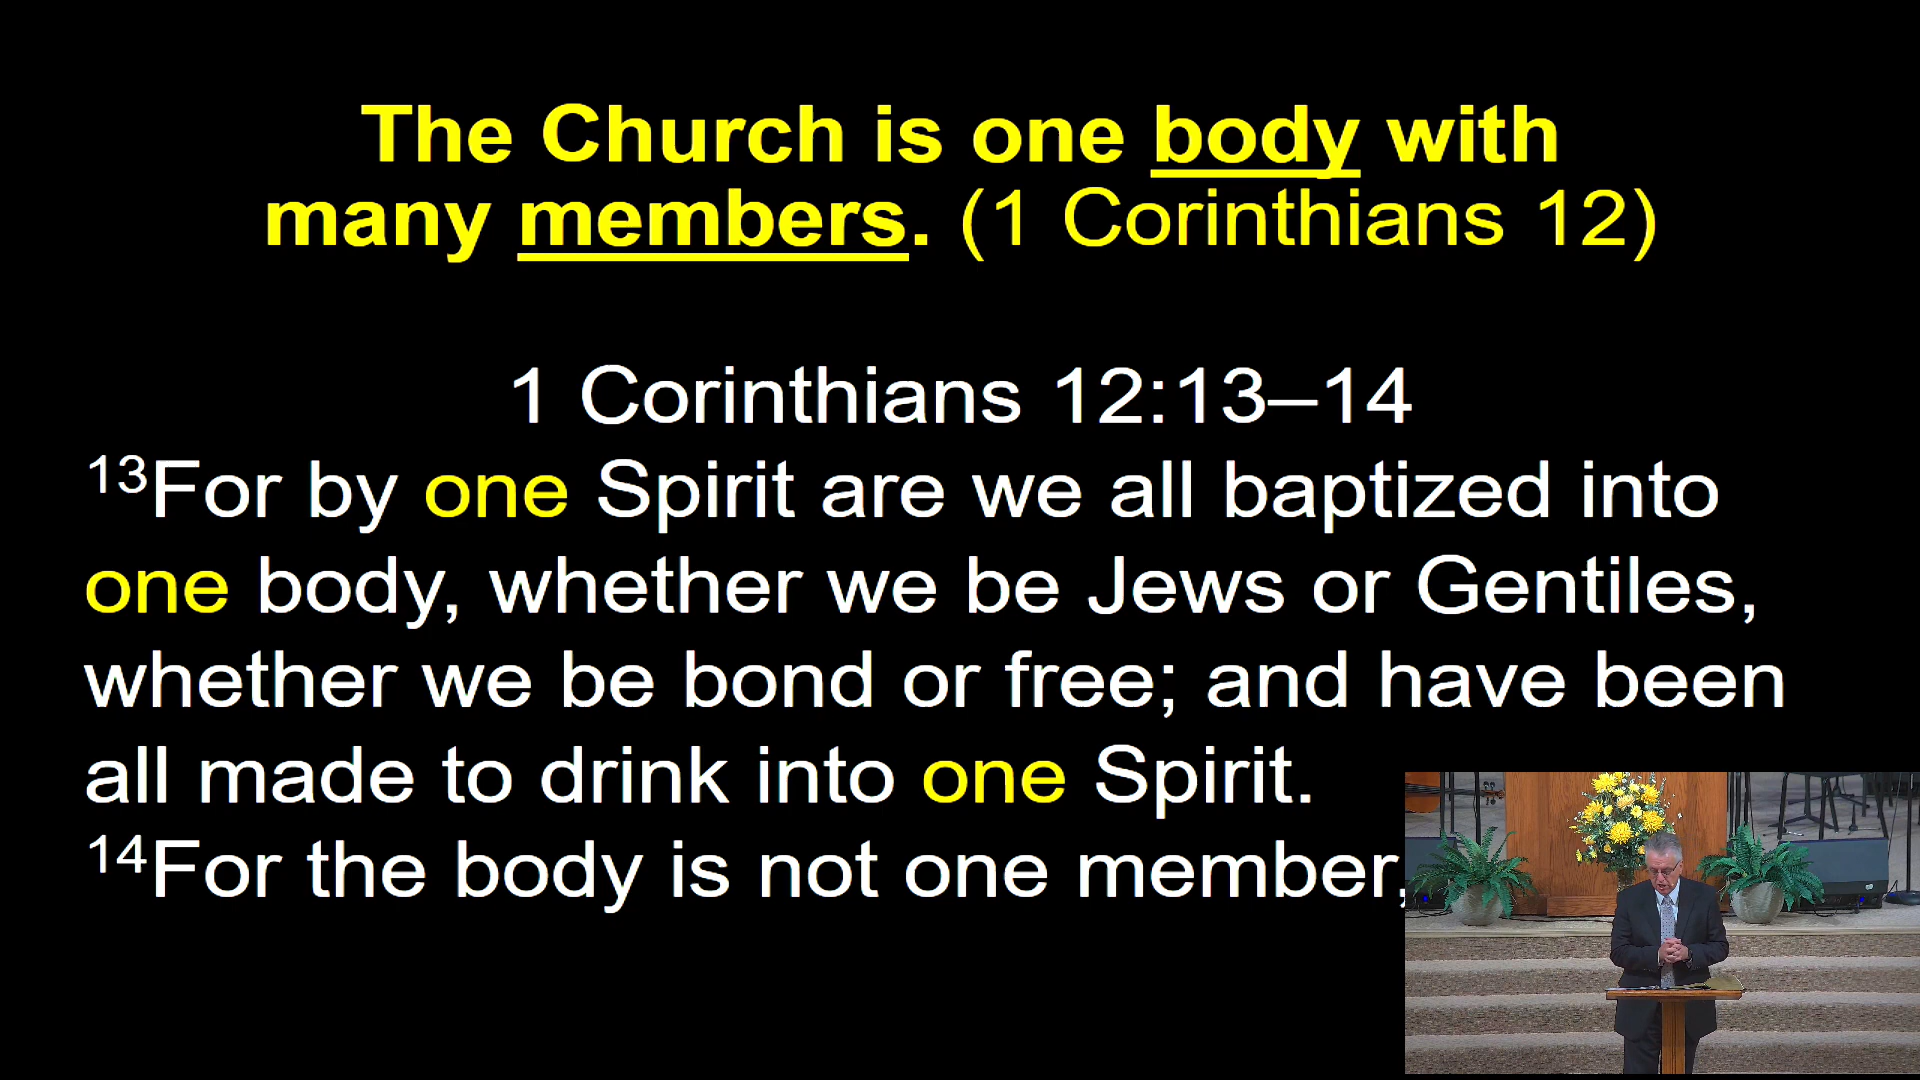 The Church is one body with
many members. (1 Corinthians 12)
1 Corinthians 12:13–14
13For by one Spirit are we all baptized into
one body, whether we be Jews or Gentiles,
whether we be bond or free; and have been
all made to drink into one Spirit.
14For the body is not one member,